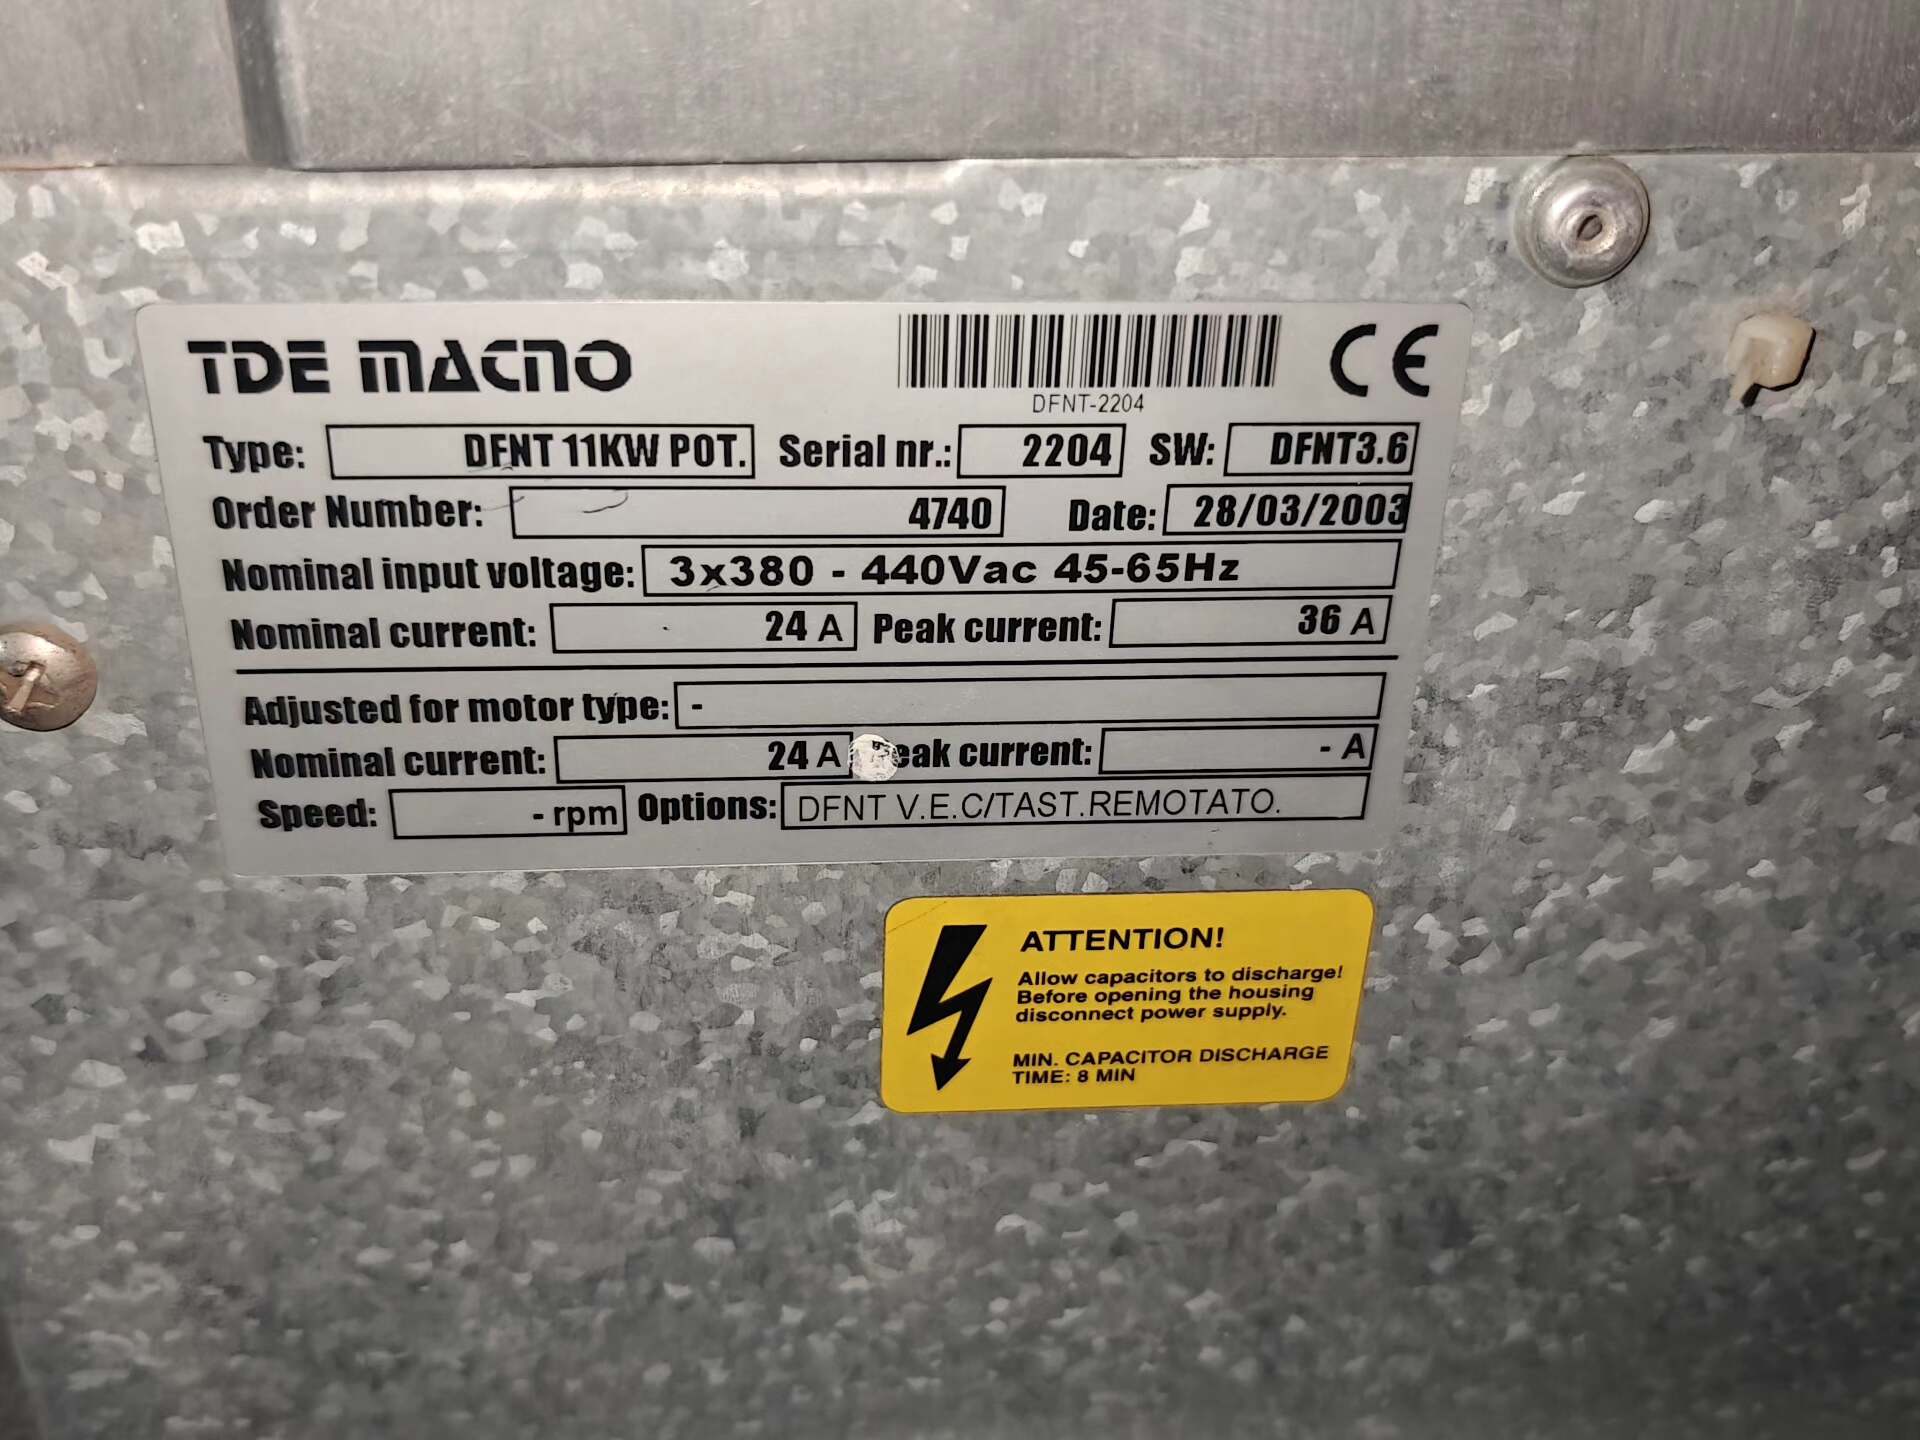 TDE MACNO
CE
DFNT-2204
Type: DFNT 11KW POT. Serial nr.: 2204 SW: DFNT3.6
Order Number: 4740 Date: 28/03/2003
Nominal input voltage: 3x380 - 440Vac 45-65Hz
Nominal current: 24 A Peak current: 36 A
Adjusted for motor type: -
Nominal current: 24 A Peak current: - A
Speed: - rpm Options: DFNT V.E.C/TAST.REMOTATO.
ATTENTION!
Allow capacitors to discharge!
Before opening the housing
disconnect power supply.
MIN. CAPACITOR DISCHARGE
TIME: 8 MIN